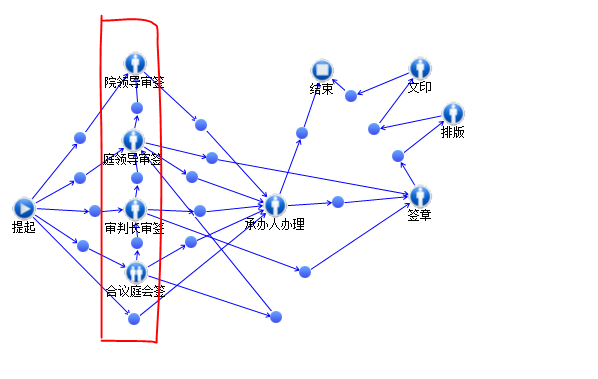 院领导审签
结束
文印
排版
庭领导审签
提起
审判长审签
承办人办理
签章
合议庭会签